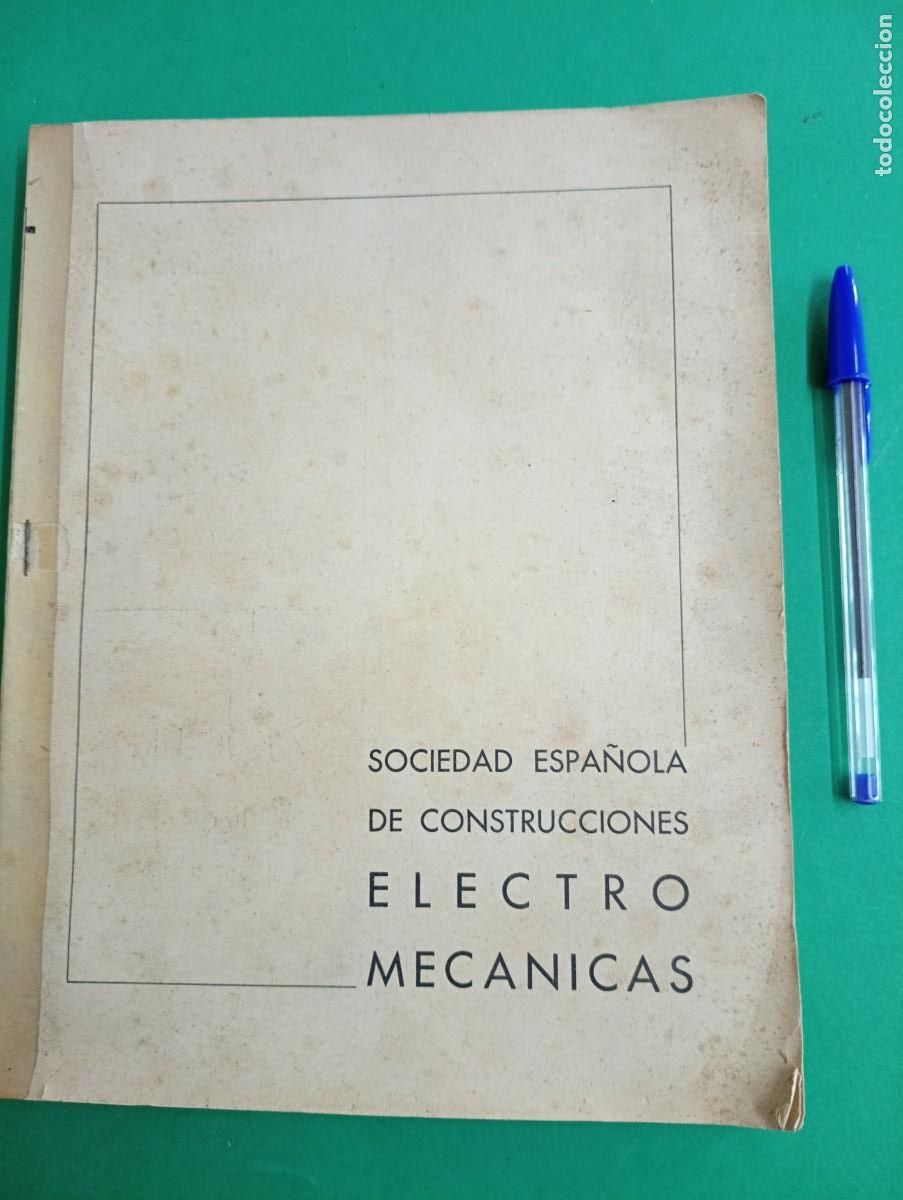 SOCIEDAD ESPAÑOLA
DE CONSTRUCCIONES
ELECTRO
MECANICAS
todocoleccion